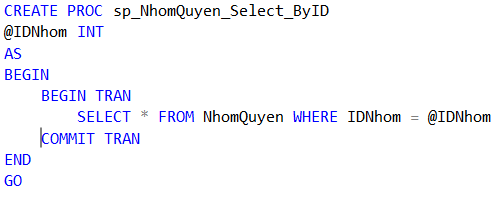 CREATE PROC sp_NhomQuyen_Select_ByID
@IDNhom INT
AS
BEGIN
    BEGIN TRAN
        SELECT * FROM NhomQuyen WHERE IDNhom = @IDNhom
    COMMIT TRAN
END
GO